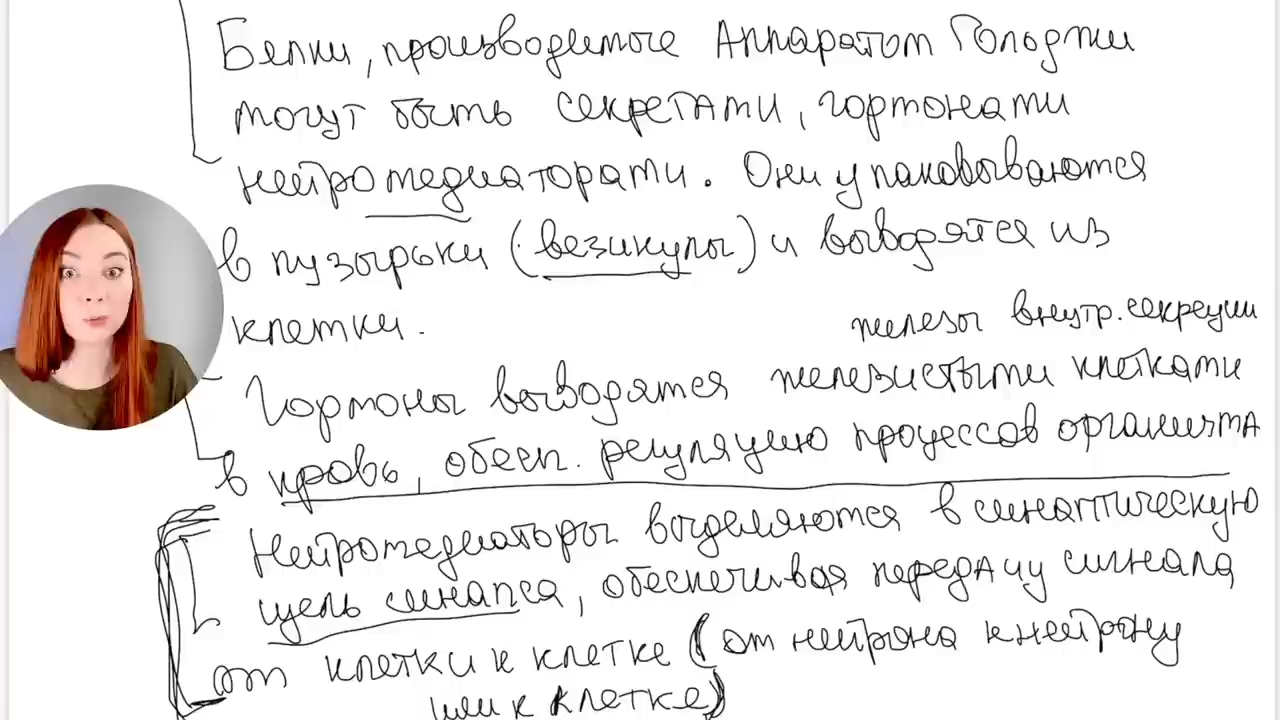 Белки, производимые Аппаратом Гольджи
могут быть секретами, гормонами
нейромедиаторами. Они упаковываются
в пузырьки (везикулы) и выводятся из
клетки.
железы внутр. секреции
Гормоны выводятся железистыми клетками
в кровь, обесп. регуляцию процессов организма
Нейромедиаторы выделяются в синаптическую
щель синапса, обеспечивая передачу сигнала
от клетки к клетке (от нейрона к нейрону
или к клетке)